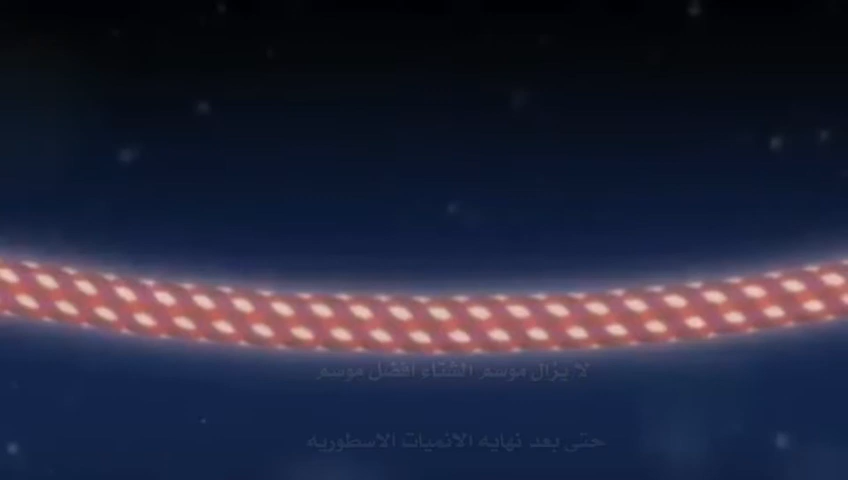 لا يزال موسم الشتاء افضل موسم
حتى بعد نهايه الانميات الاسطوريه